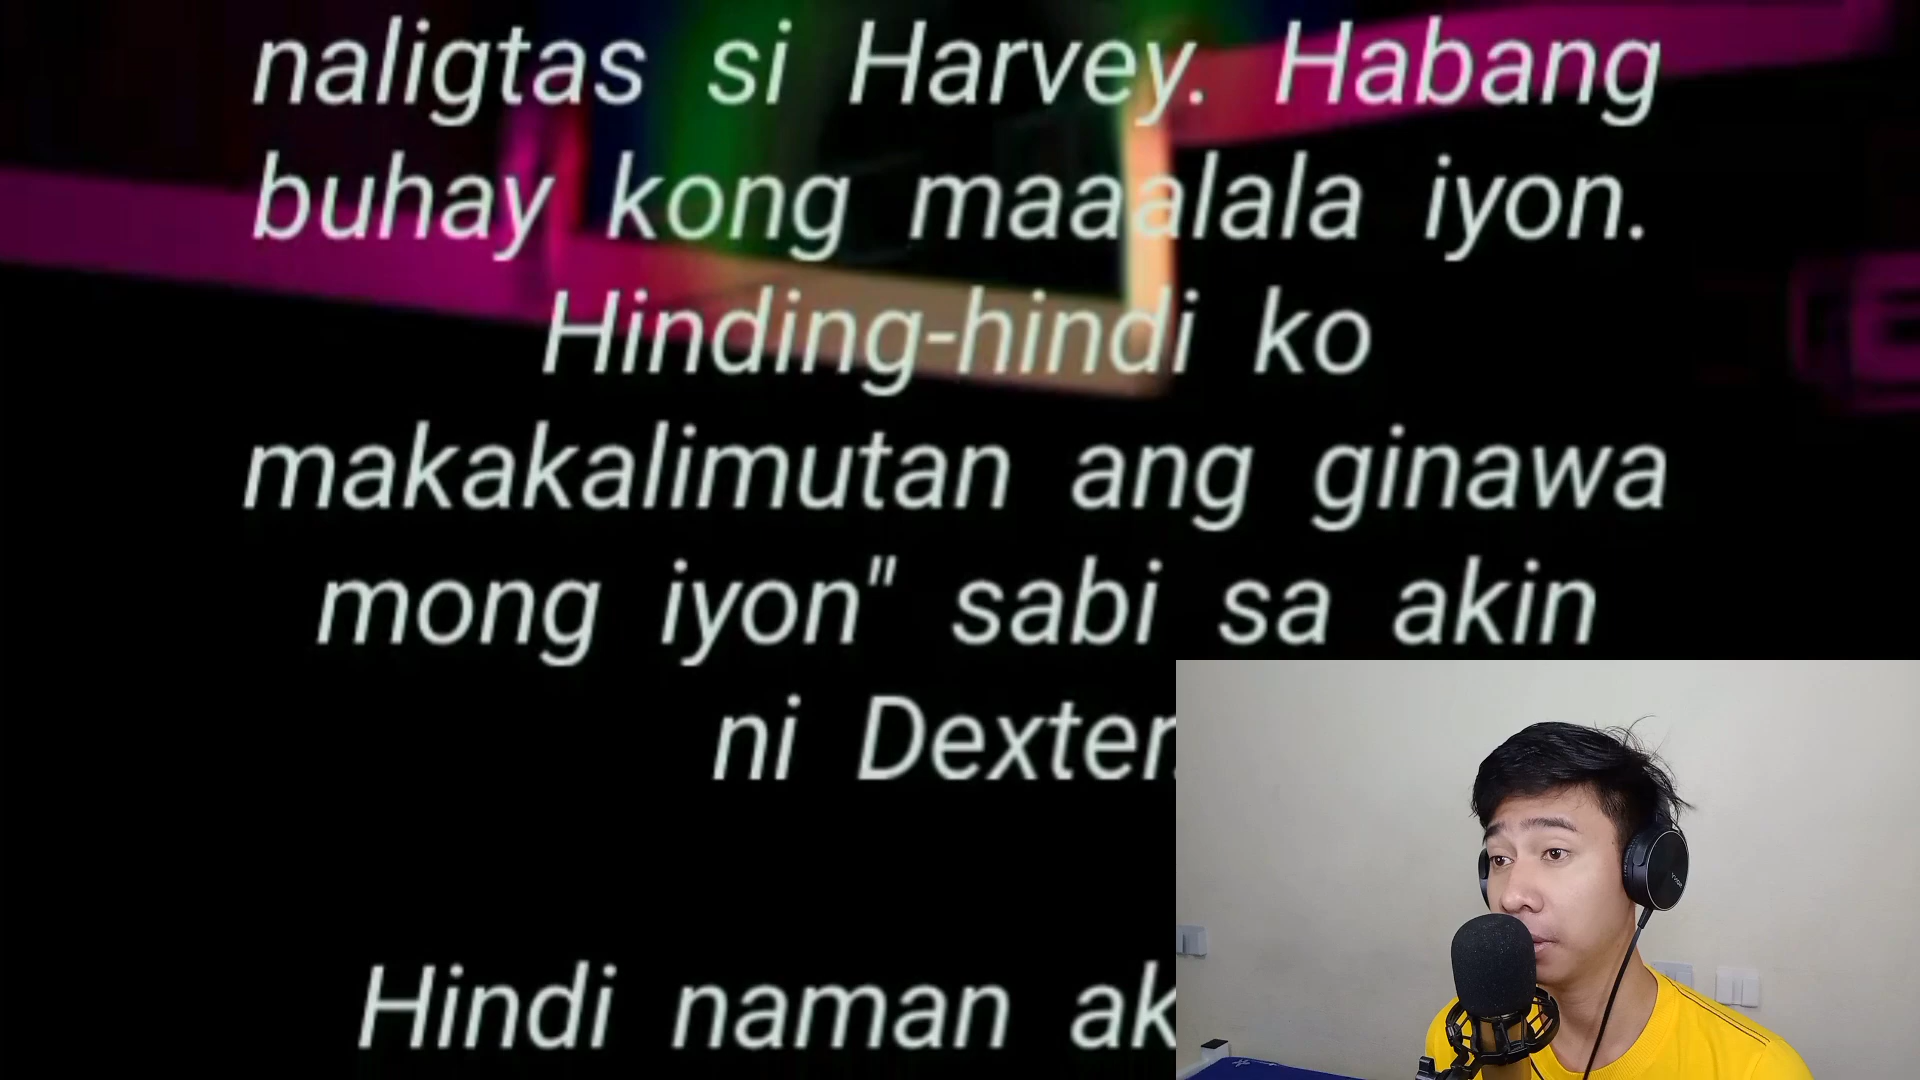 naligtas si Harvey. Habang
buhay kong maaalala iyon.
Hinding-hindi ko
makakalimutan ang ginawa
mong iyon" sabi sa akin
ni Dexter.
Hindi naman ak